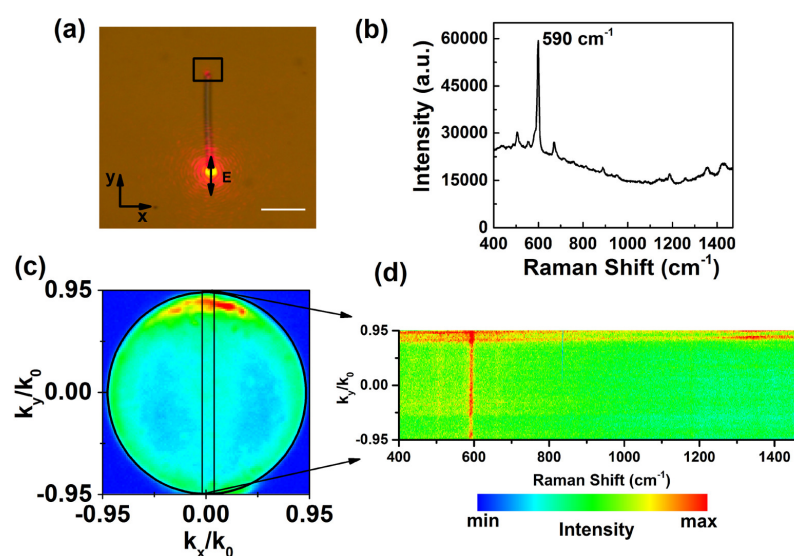 (a)
E
y
x
(b)
590 cm⁻¹
Intensity (a.u.)
60000
45000
30000
15000
0
400 600 800 1000 1200 1400
Raman Shift (cm⁻¹)
(c)
0.95
0.00
-0.95
ky/k0
-0.95 0.00 0.95
kx/k0
(d)
0.95
0.00
-0.95
ky/k0
400 600 800 1000 1200 1400
Raman Shift (cm⁻¹)
min Intensity max